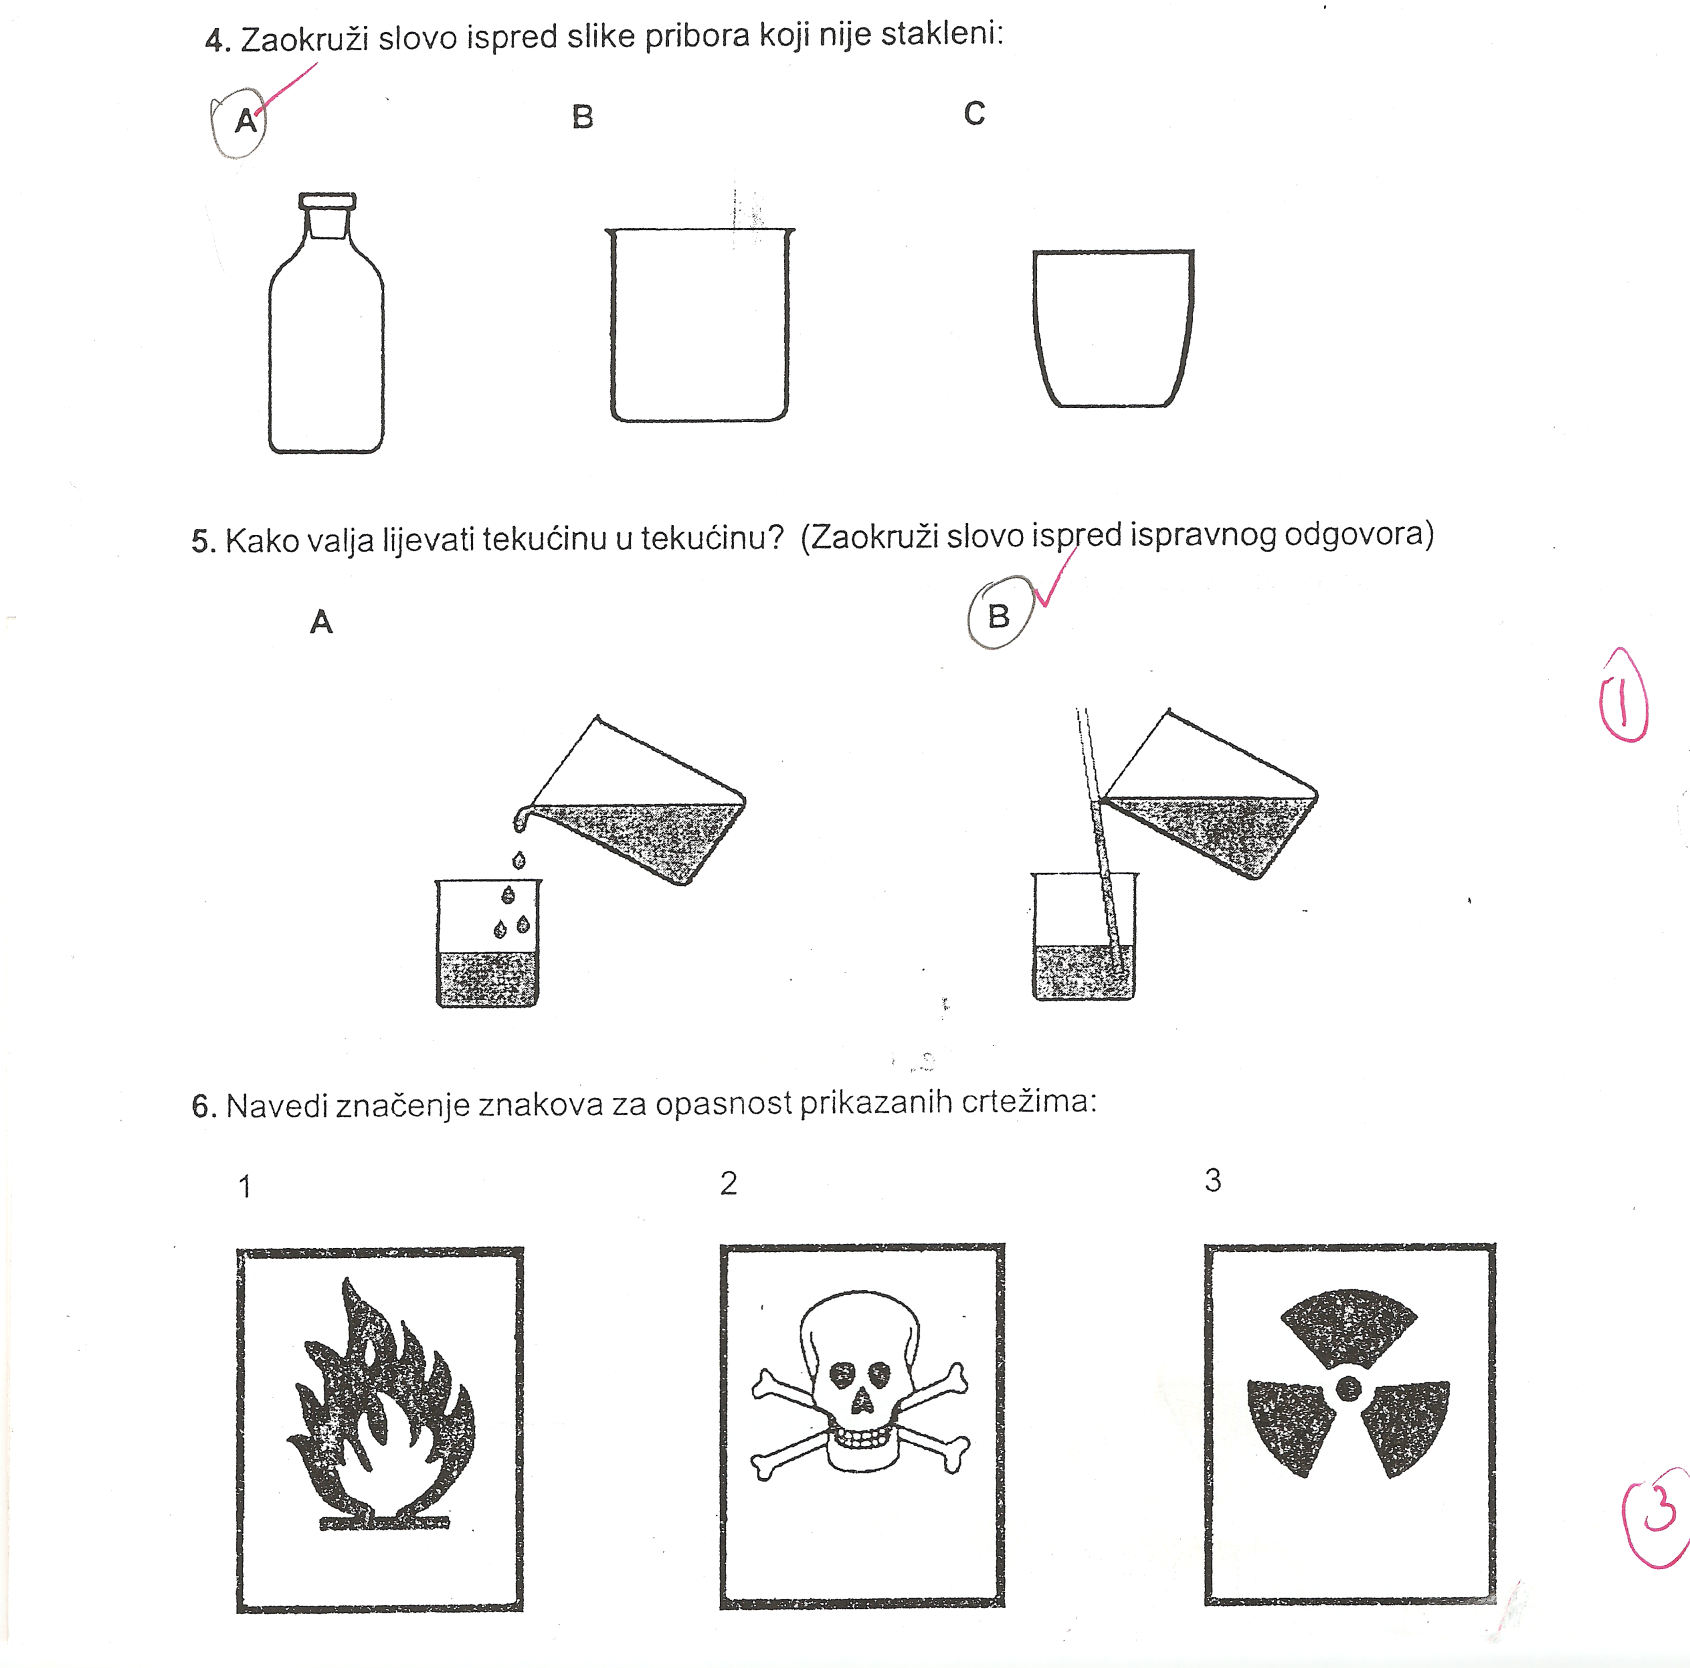 4. Zaokruži slovo ispred slike pribora koji nije stakleni:
A B C
5. Kako valja lijevati tekućinu u tekućinu? (Zaokruži slovo ispred ispravnog odgovora)
A B
1
6. Navedi značenje znakova za opasnost prikazanih crtežima:
1 2 3
3